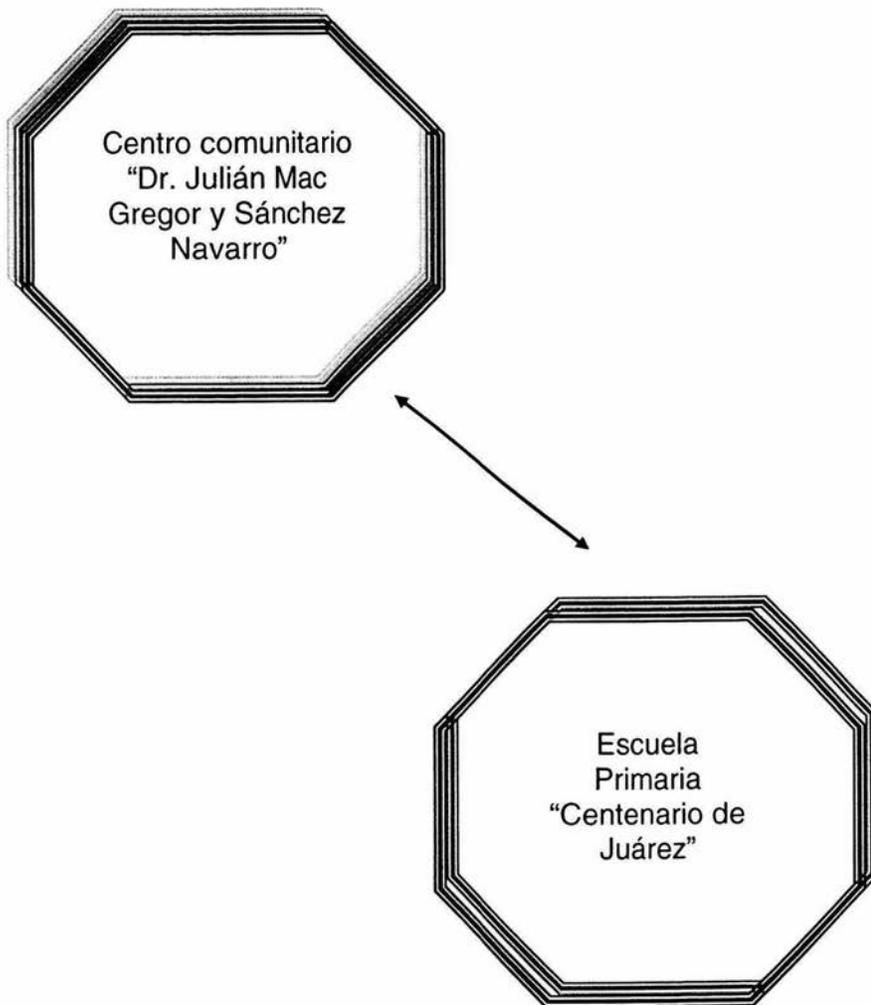 Centro comunitario
“Dr. Julián Mac
Gregor y Sánchez
Navarro”
Escuela
Primaria
“Centenario de
Juárez”